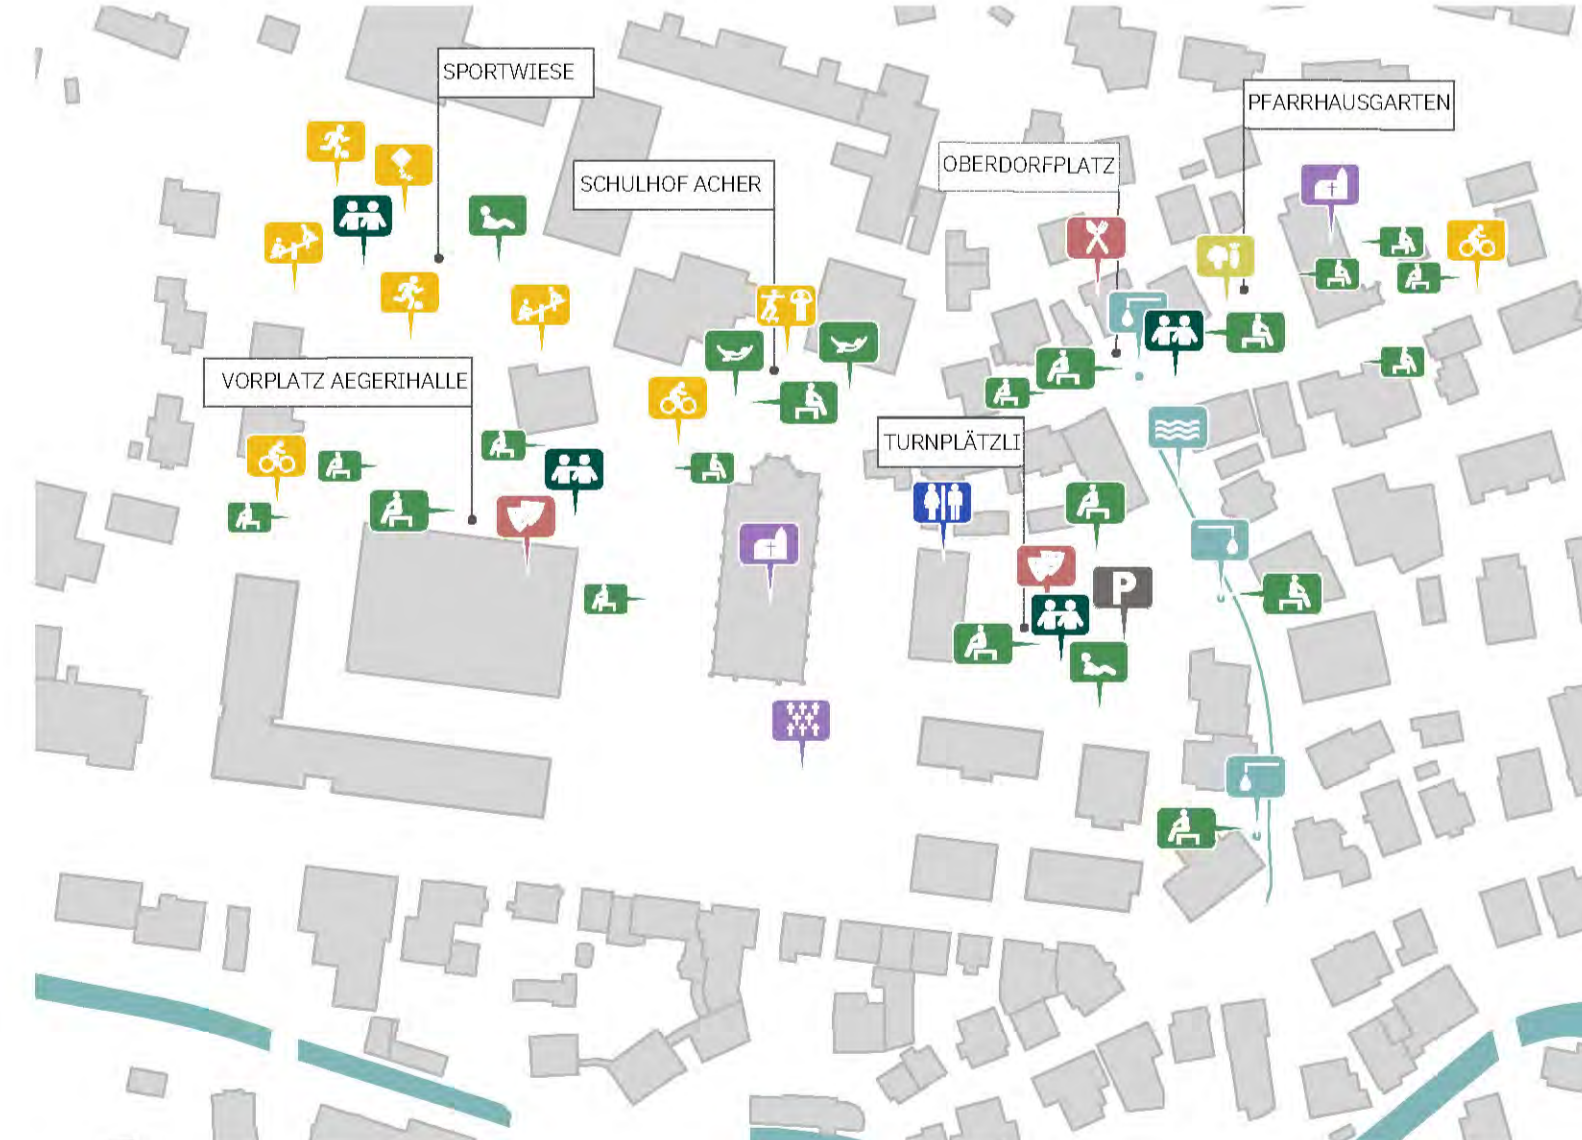 SPORTWIESE
PFARRHAUSGARTEN
OBERDORFPLATZ
SCHULHOF ACHER
VORPLATZ AEGERIHALLE
TURNPLÄTZLI
P